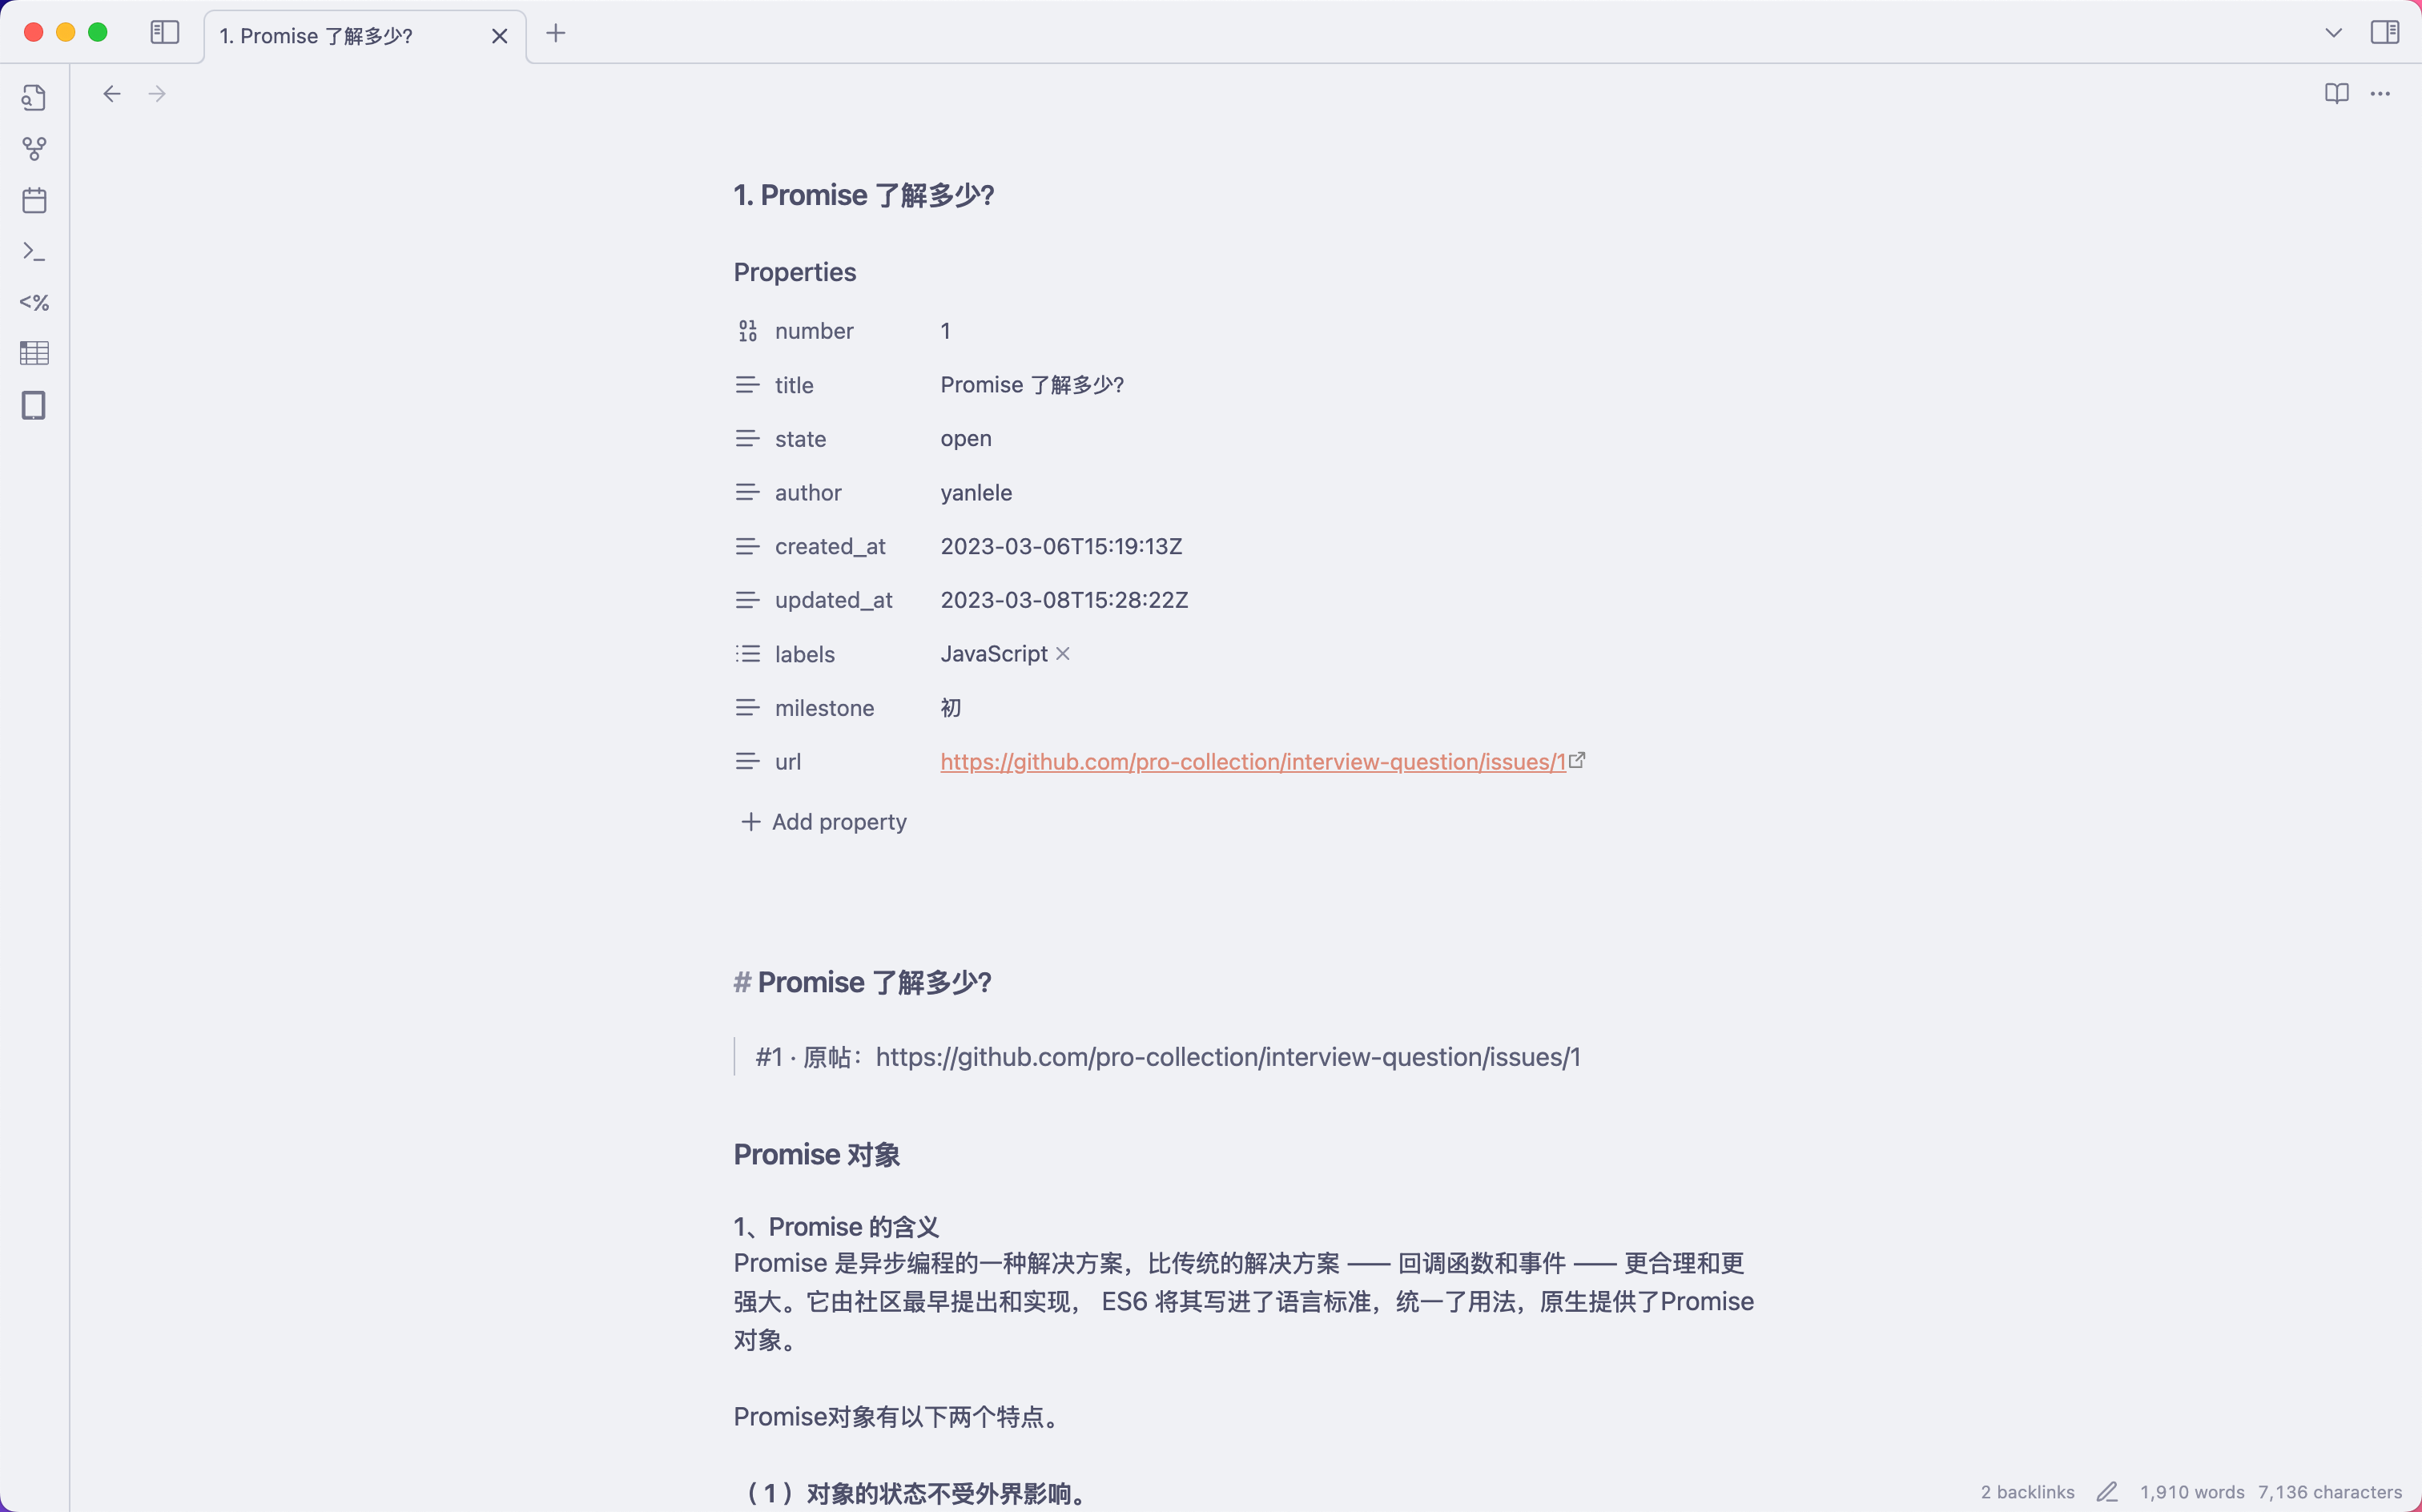 1. Promise 了解多少?
<%
1. Promise 了解多少?
Properties
number 1
title Promise 了解多少?
state open
author yanlele
created_at 2023-03-06T15:19:13Z
updated_at 2023-03-08T15:28:22Z
labels JavaScript
milestone 初
url https://github.com/pro-collection/interview-question/issues/1
Add property
# Promise 了解多少?
#1 · 原帖：https://github.com/pro-collection/interview-question/issues/1
Promise 对象
1、Promise 的含义
Promise 是异步编程的一种解决方案，比传统的解决方案 —— 回调函数和事件 —— 更合理和更
强大。它由社区最早提出和实现， ES6 将其写进了语言标准，统一了用法，原生提供了Promise
对象。
Promise对象有以下两个特点。
（1）对象的状态不受外界影响。
2 backlinks 1,910 words 7,136 characters